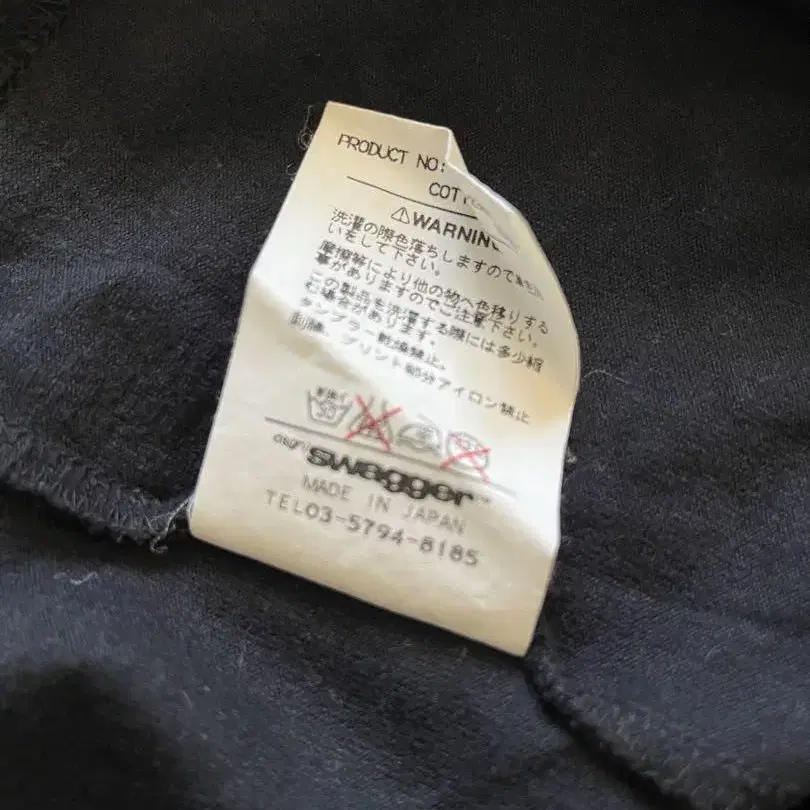 PRODUCT NO:
⚠WARNING
洗濯の際色落ちしますので
いをして下さい。
摩擦等により他の物へ色移りする
事がありますのでご注意下さい。
この製品を洗濯する際には多少縮
む場合があります。
タンブラー乾燥禁止。
刺繍、プリント部分アイロン禁止
swagger
MADE IN JAPAN
TEL03-5794-8185